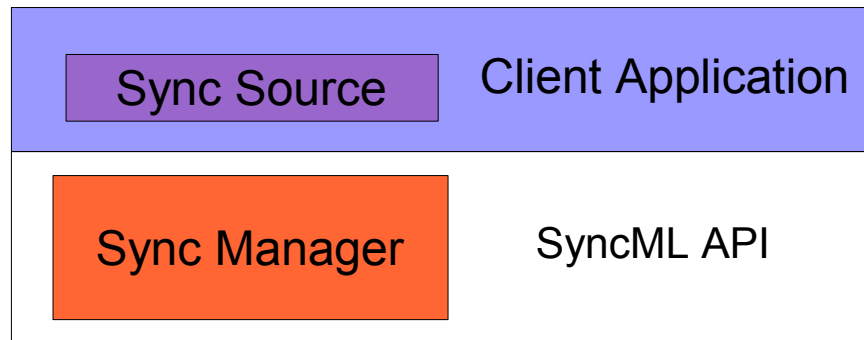 Sync Source
Client Application
Sync Manager
SyncML API